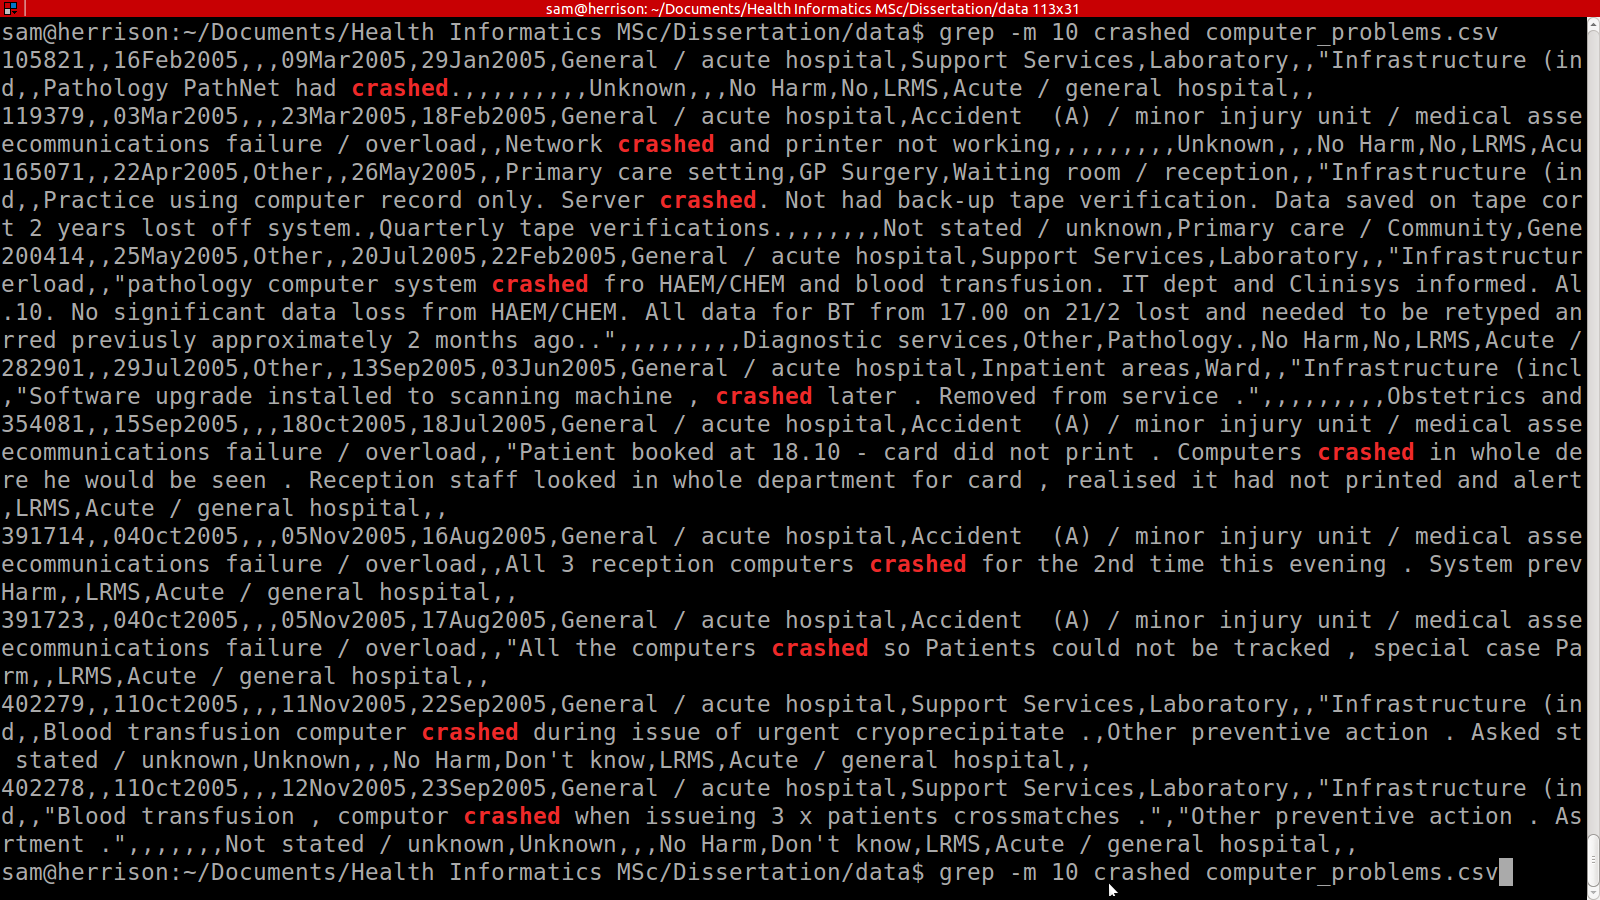 sam@herrison: ~/Documents/Health Informatics MSc/Dissertation/data 113x31
sam@herrison:~/Documents/Health Informatics MSc/Dissertation/data$ grep -m 10 crashed computer_problems.csv
105821,,16Feb2005,,,09Mar2005,29Jan2005,General / acute hospital,Support Services,Laboratory,,"Infrastructure (in
d,,Pathology PathNet had crashed.,,,,,,,,,,Unknown,,,No Harm,No,LRMS,Acute / general hospital,,
119379,,03Mar2005,,,23Mar2005,18Feb2005,General / acute hospital,Accident  (A) / minor injury unit / medical asse
ecommunications failure / overload,,Network crashed and printer not working,,,,,,,,,Unknown,,,No Harm,No,LRMS,Acu
165071,,22Apr2005,Other,,26May2005,,Primary care setting,GP Surgery,Waiting room / reception,,"Infrastructure (in
d,,Practice using computer record only. Server crashed. Not had back-up tape verification. Data saved on tape cor
t 2 years lost off system.,Quarterly tape verifications.,,,,,,,,Not stated / unknown,Primary care / Community,Gene
200414,,25May2005,Other,,20Jul2005,22Feb2005,General / acute hospital,Support Services,Laboratory,,"Infrastructur
erload,,"pathology computer system crashed fro HAEM/CHEM and blood transfusion. IT dept and Clinisys informed. Al
.10. No significant data loss from HAEM/CHEM. All data for BT from 17.00 on 21/2 lost and needed to be retyped an
rred previusly approximately 2 months ago..",,,,,,,,,Diagnostic services,Other,Pathology.,No Harm,No,LRMS,Acute /
282901,,29Jul2005,Other,,13Sep2005,03Jun2005,General / acute hospital,Inpatient areas,Ward,,"Infrastructure (incl
,"Software upgrade installed to scanning machine , crashed later . Removed from service .",,,,,,,,,Obstetrics and
354081,,15Sep2005,,,18Oct2005,18Jul2005,General / acute hospital,Accident  (A) / minor injury unit / medical asse
ecommunications failure / overload,,"Patient booked at 18.10 - card did not print . Computers crashed in whole de
re he would be seen . Reception staff looked in whole department for card , realised it had not printed and alert
,LRMS,Acute / general hospital,,
391714,,04Oct2005,,,05Nov2005,16Aug2005,General / acute hospital,Accident  (A) / minor injury unit / medical asse
ecommunications failure / overload,,All 3 reception computers crashed for the 2nd time this evening . System prev
Harm,,LRMS,Acute / general hospital,,
391723,,04Oct2005,,,05Nov2005,17Aug2005,General / acute hospital,Accident  (A) / minor injury unit / medical asse
ecommunications failure / overload,,"All the computers crashed so Patients could not be tracked , special case Pa
rm,,LRMS,Acute / general hospital,,
402279,,11Oct2005,,,11Nov2005,22Sep2005,General / acute hospital,Support Services,Laboratory,,"Infrastructure (in
d,,Blood transfusion computer crashed during issue of urgent cryoprecipitate .,Other preventive action . Asked st
 stated / unknown,Unknown,,,No Harm,Don't know,LRMS,Acute / general hospital,,
402278,,11Oct2005,,,12Nov2005,23Sep2005,General / acute hospital,Support Services,Laboratory,,"Infrastructure (in
d,,"Blood transfusion , computor crashed when issueing 3 x patients crossmatches .","Other preventive action . As
rtment .",,,,,,,Not stated / unknown,Unknown,,,No Harm,Don't know,LRMS,Acute / general hospital,,
sam@herrison:~/Documents/Health Informatics MSc/Dissertation/data$ grep -m 10 crashed computer_problems.csv